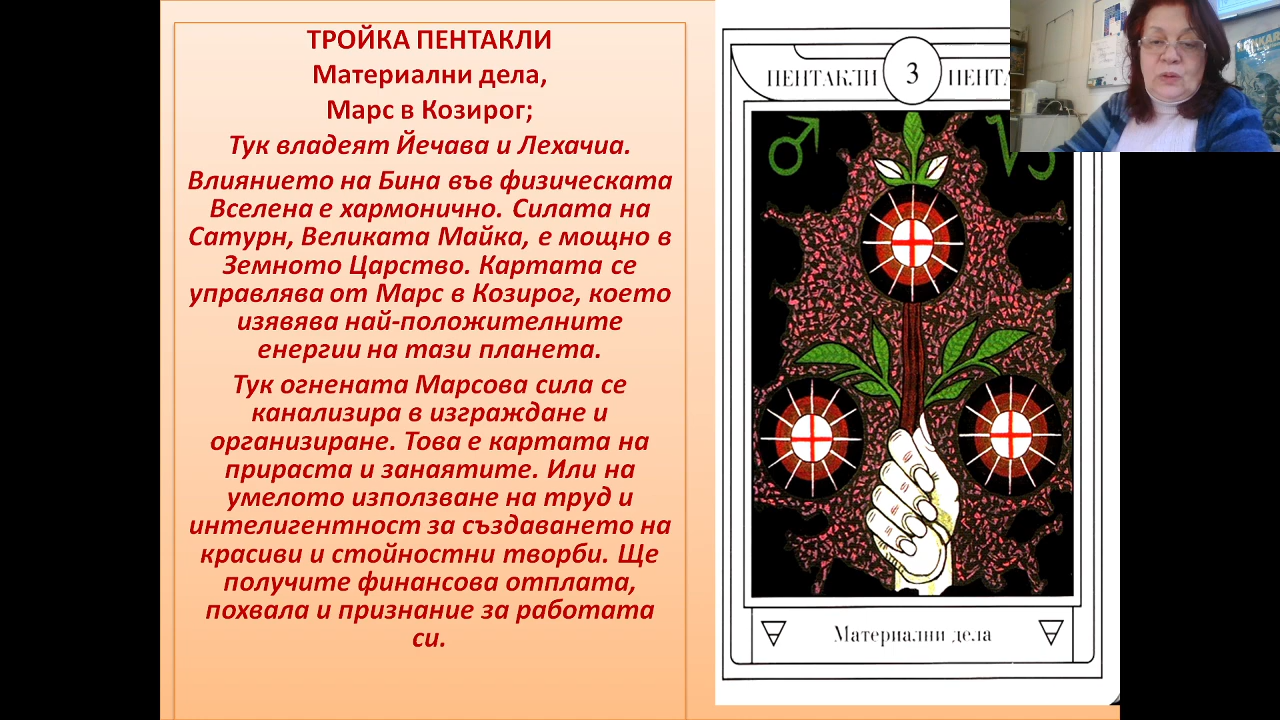 ТРОЙКА ПЕНТАКЛИ
Материални дела,
Марс в Козирог;
Тук владеят Йечава и Лехачиа.
Влиянието на Бина във физическата
Вселена е хармонично. Силата на
Сатурн, Великата Майка, е мощно в
Земното Царство. Картата се
управлява от Марс в Козирог, което
изявява най-положителните
енергии на тази планета.
Тук огнената Марсова сила се
канализира в изграждане и
организиране. Това е картата на
прираста и занаятите. Или на
умелото използване на труд и
интелигентност за създаването на
красиви и стойностни творби. Ще
получите финансова отплата,
похвала и признание за работата
си.
ПЕНТАКЛИ 3 ПЕНТА
Материални дела